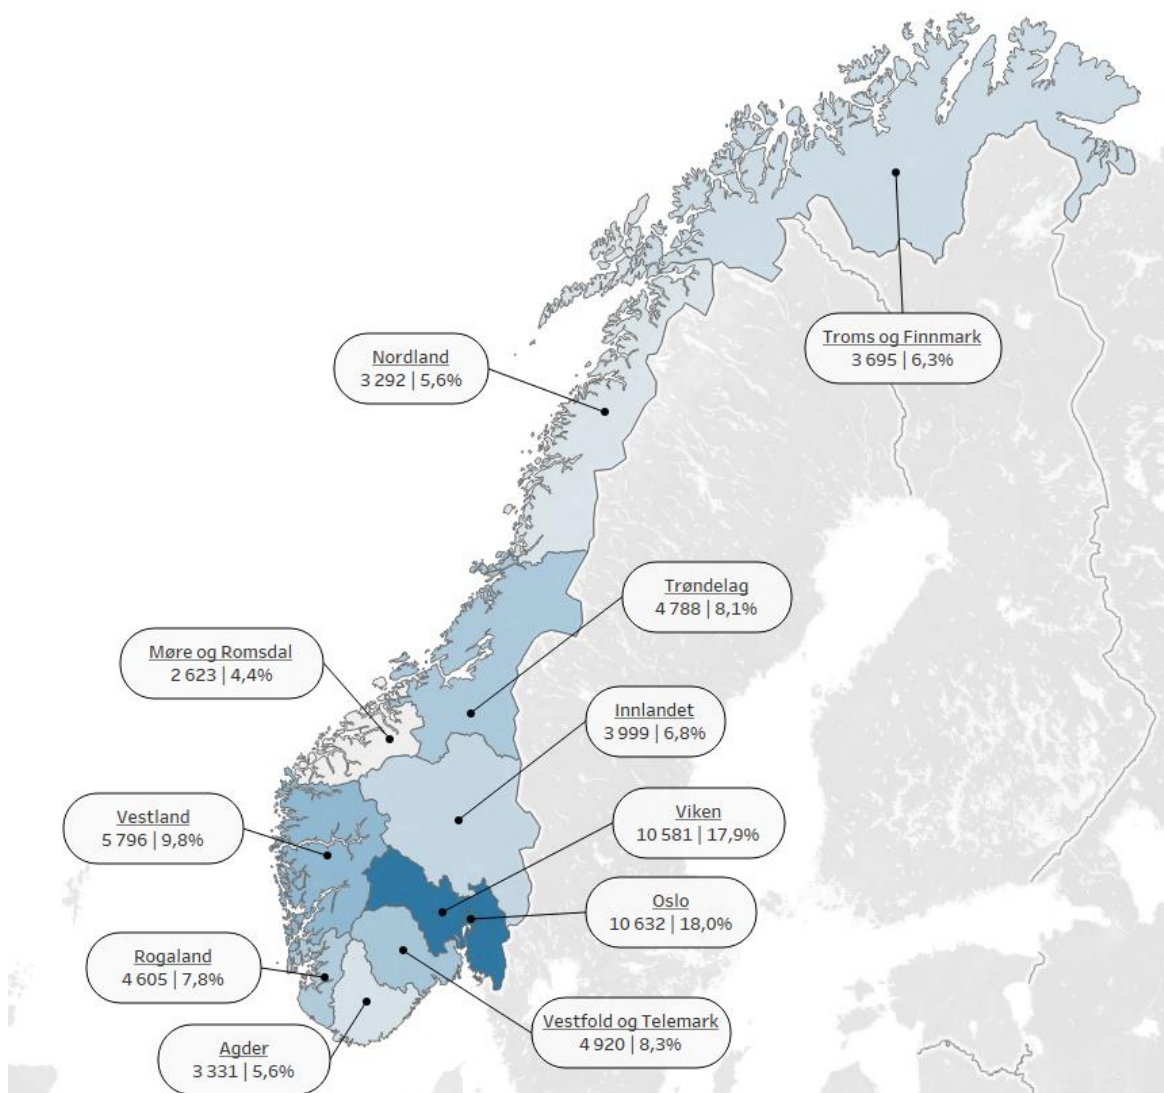 Troms og Finnmark
3 695 | 6,3%
Nordland
3 292 | 5,6%
Trøndelag
4 788 | 8,1%
Møre og Romsdal
2 623 | 4,4%
Innlandet
3 999 | 6,8%
Vestland
5 796 | 9,8%
Viken
10 581 | 17,9%
Oslo
10 632 | 18,0%
Rogaland
4 605 | 7,8%
Vestfold og Telemark
4 920 | 8,3%
Agder
3 331 | 5,6%